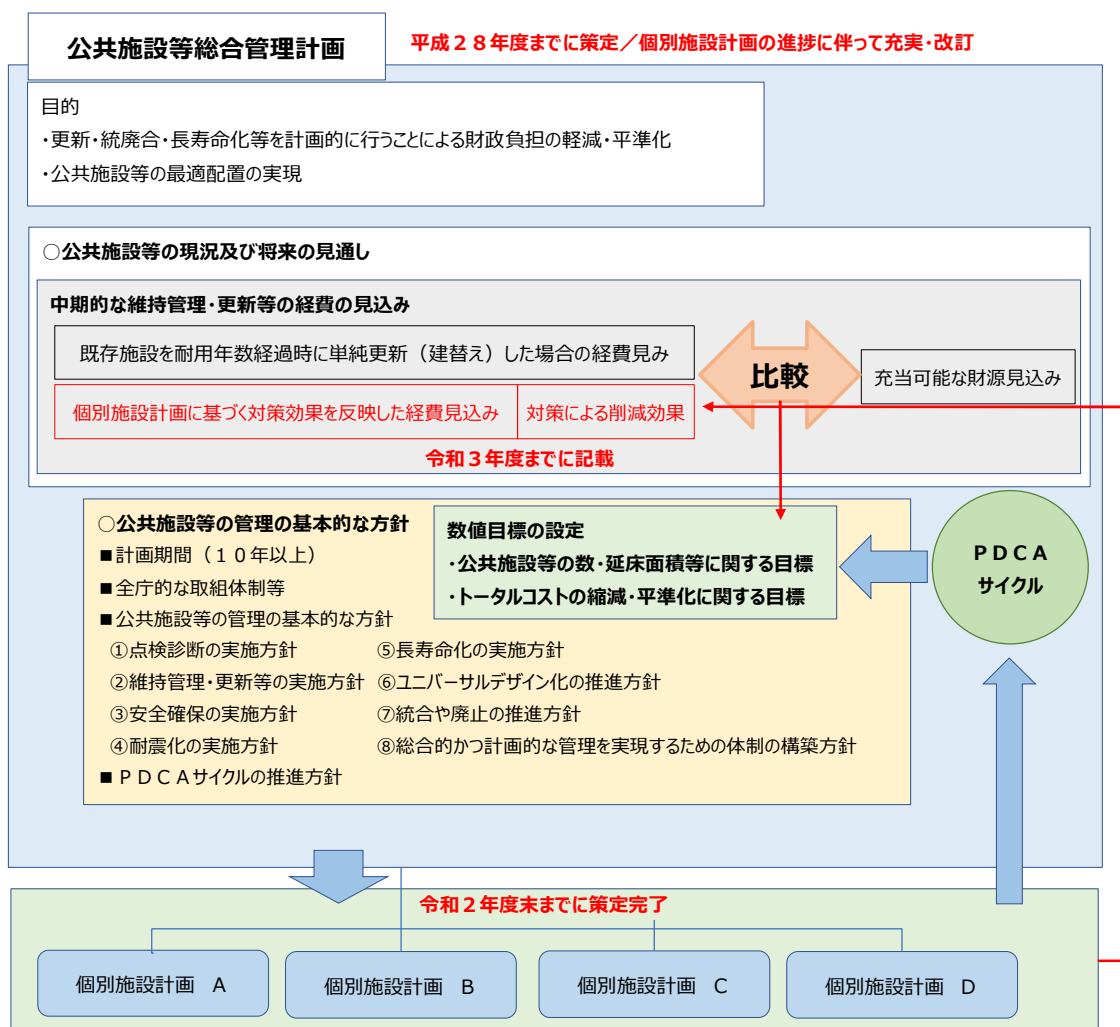 公共施設等総合管理計画
平成２８年度までに策定／個別施設計画の進捗に伴って充実・改訂
目的
・更新・統廃合・長寿命化等を計画的に行うことによる財政負担の軽減・平準化
・公共施設等の最適配置の実現
○公共施設等の現況及び将来の見通し
中期的な維持管理・更新等の経費の見込み
既存施設を耐用年数経過時に単純更新（建替え）した場合の経費見み
比較
充当可能な財源見込み
個別施設計画に基づく対策効果を反映した経費見込み
対策による削減効果
令和３年度までに記載
○公共施設等の管理の基本的な方針
■計画期間（１０年以上）
■全庁的な取組体制等
■公共施設等の管理の基本的な方針
①点検診断の実施方針
②維持管理・更新等の実施方針
③安全確保の実施方針
④耐震化の実施方針
⑤長寿命化の実施方針
⑥ユニバーサルデザイン化の推進方針
⑦統合や廃止の推進方針
⑧総合的かつ計画的な管理を実現するための体制の構築方針
■ＰＤＣＡサイクルの推進方針
数値目標の設定
・公共施設等の数・延床面積等に関する目標
・トータルコストの縮減・平準化に関する目標
ＰＤＣＡ
サイクル
令和２年度末までに策定完了
個別施設計画　A
個別施設計画　B
個別施設計画　C
個別施設計画　D